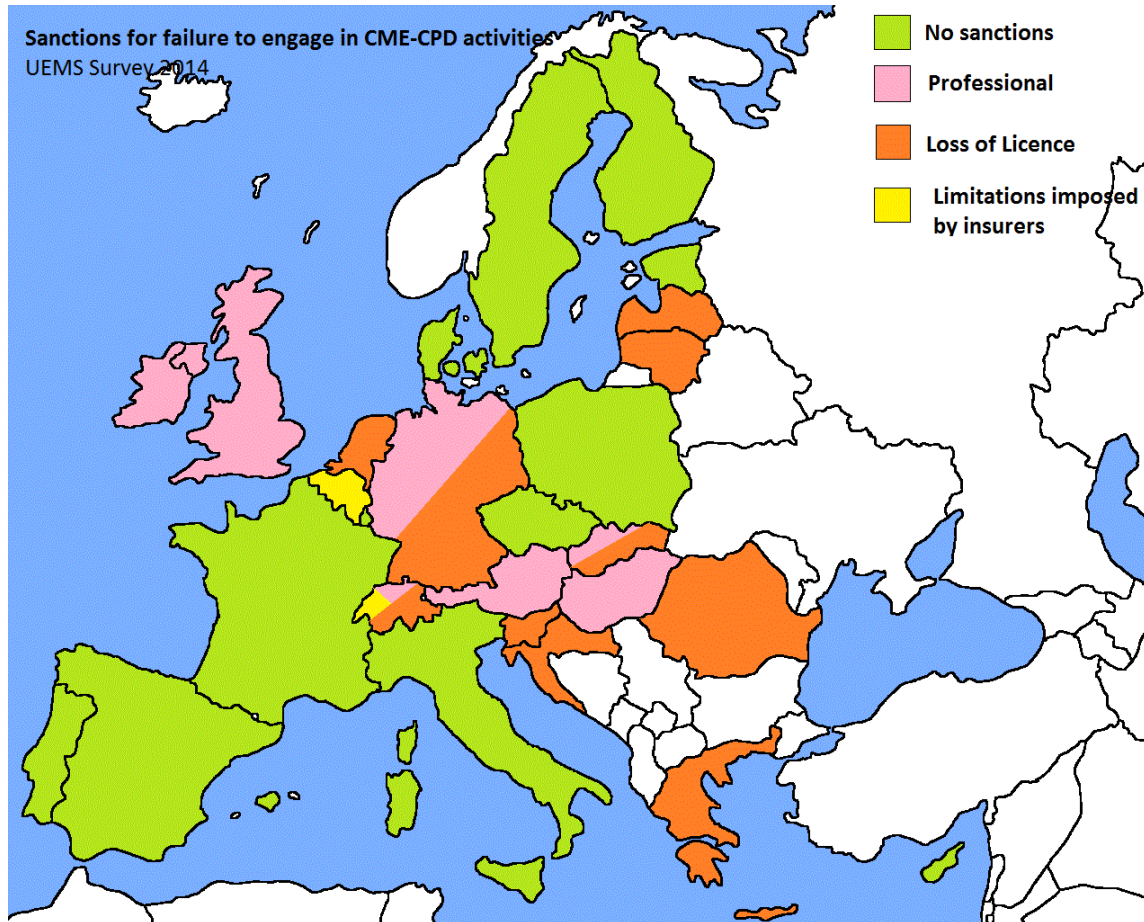 Sanctions for failure to engage in CME-CPD activities
UEMS Survey 2014
No sanctions
Professional
Loss of Licence
Limitations imposed
by insurers